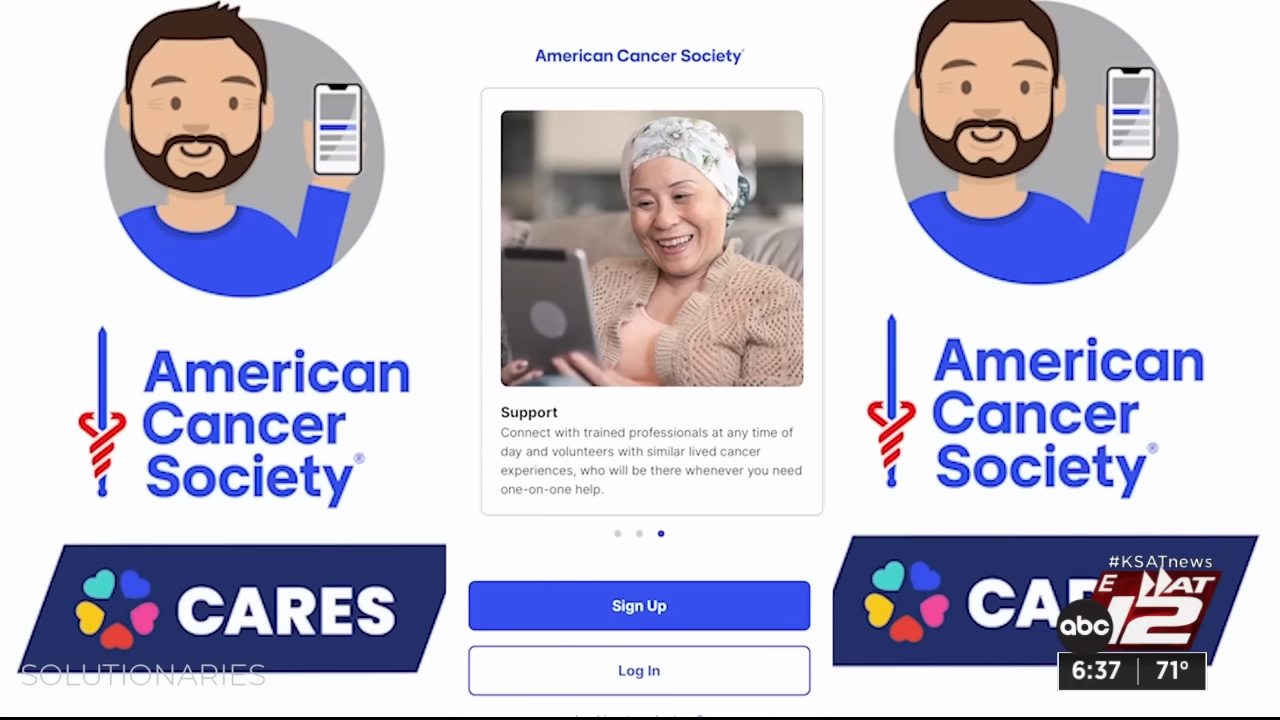 American Cancer Society
American
Cancer
Society®
CARES
SOLUTIONARIES
Support
Connect with trained professionals at any time of
day and volunteers with similar lived cancer
experiences, who will be there whenever you need
one-on-one help.
Sign Up
Log In
American
Cancer
Society®
#KSATnews
abc
12
6:37
71°